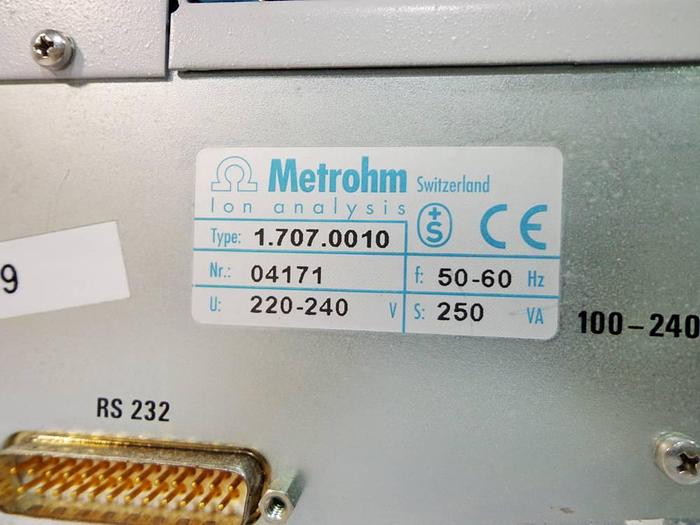 Ω Metrohm Switzerland
Ion analysis
+S CE
Type: 1.707.0010
Nr.: 04171
f: 50-60 Hz
U: 220-240 V
S: 250 VA
100-240
9
RS 232